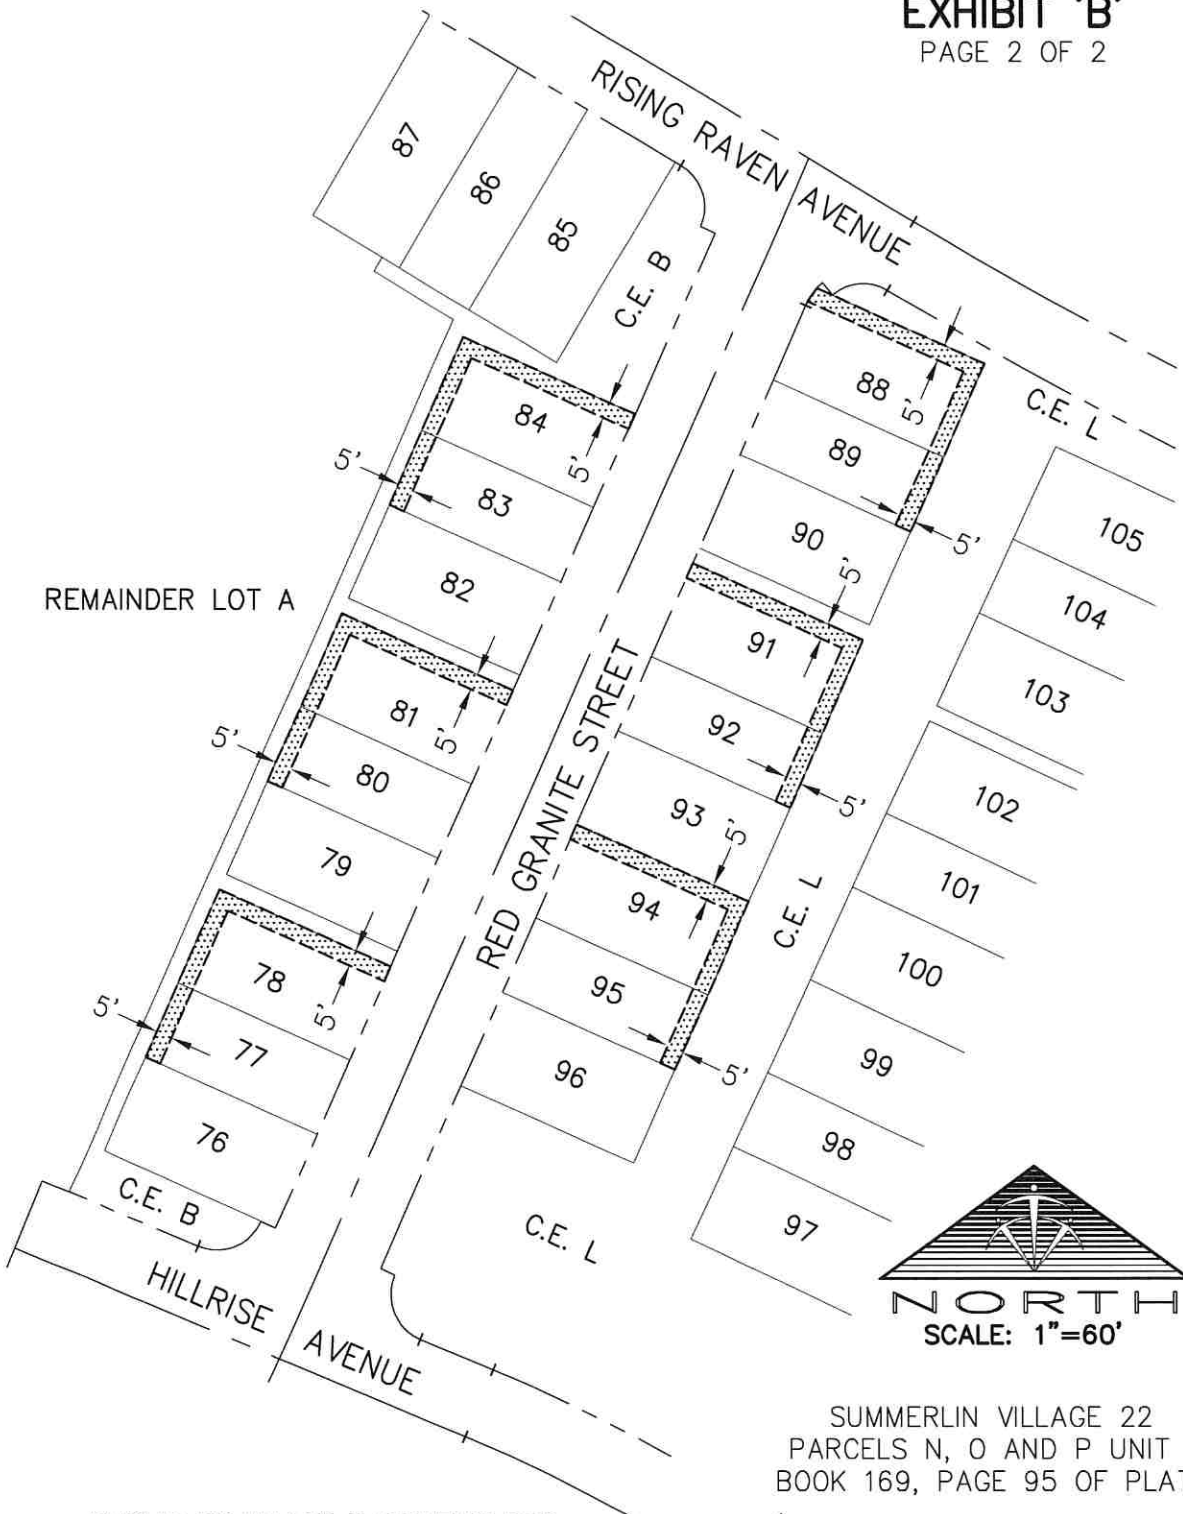 EXHIBIT 'B'
PAGE 2 OF 2
RISING RAVEN AVENUE
87
86
85
C.E. B
84
5'
5'
83
82
REMAINDER LOT A
81
5'
5'
80
79
78
5'
5'
77
76
C.E. B
HILLRISE AVENUE
RED GRANITE STREET
88
5'
89
5'
90
5'
91
92
5'
93
5'
94
95
5'
96
C.E. L
C.E. L
C.E. L
105
104
103
102
101
100
99
98
97
NORTH
SCALE: 1"=60'
SUMMERLIN VILLAGE 22
PARCELS N, O AND P UNIT
BOOK 169, PAGE 95 OF